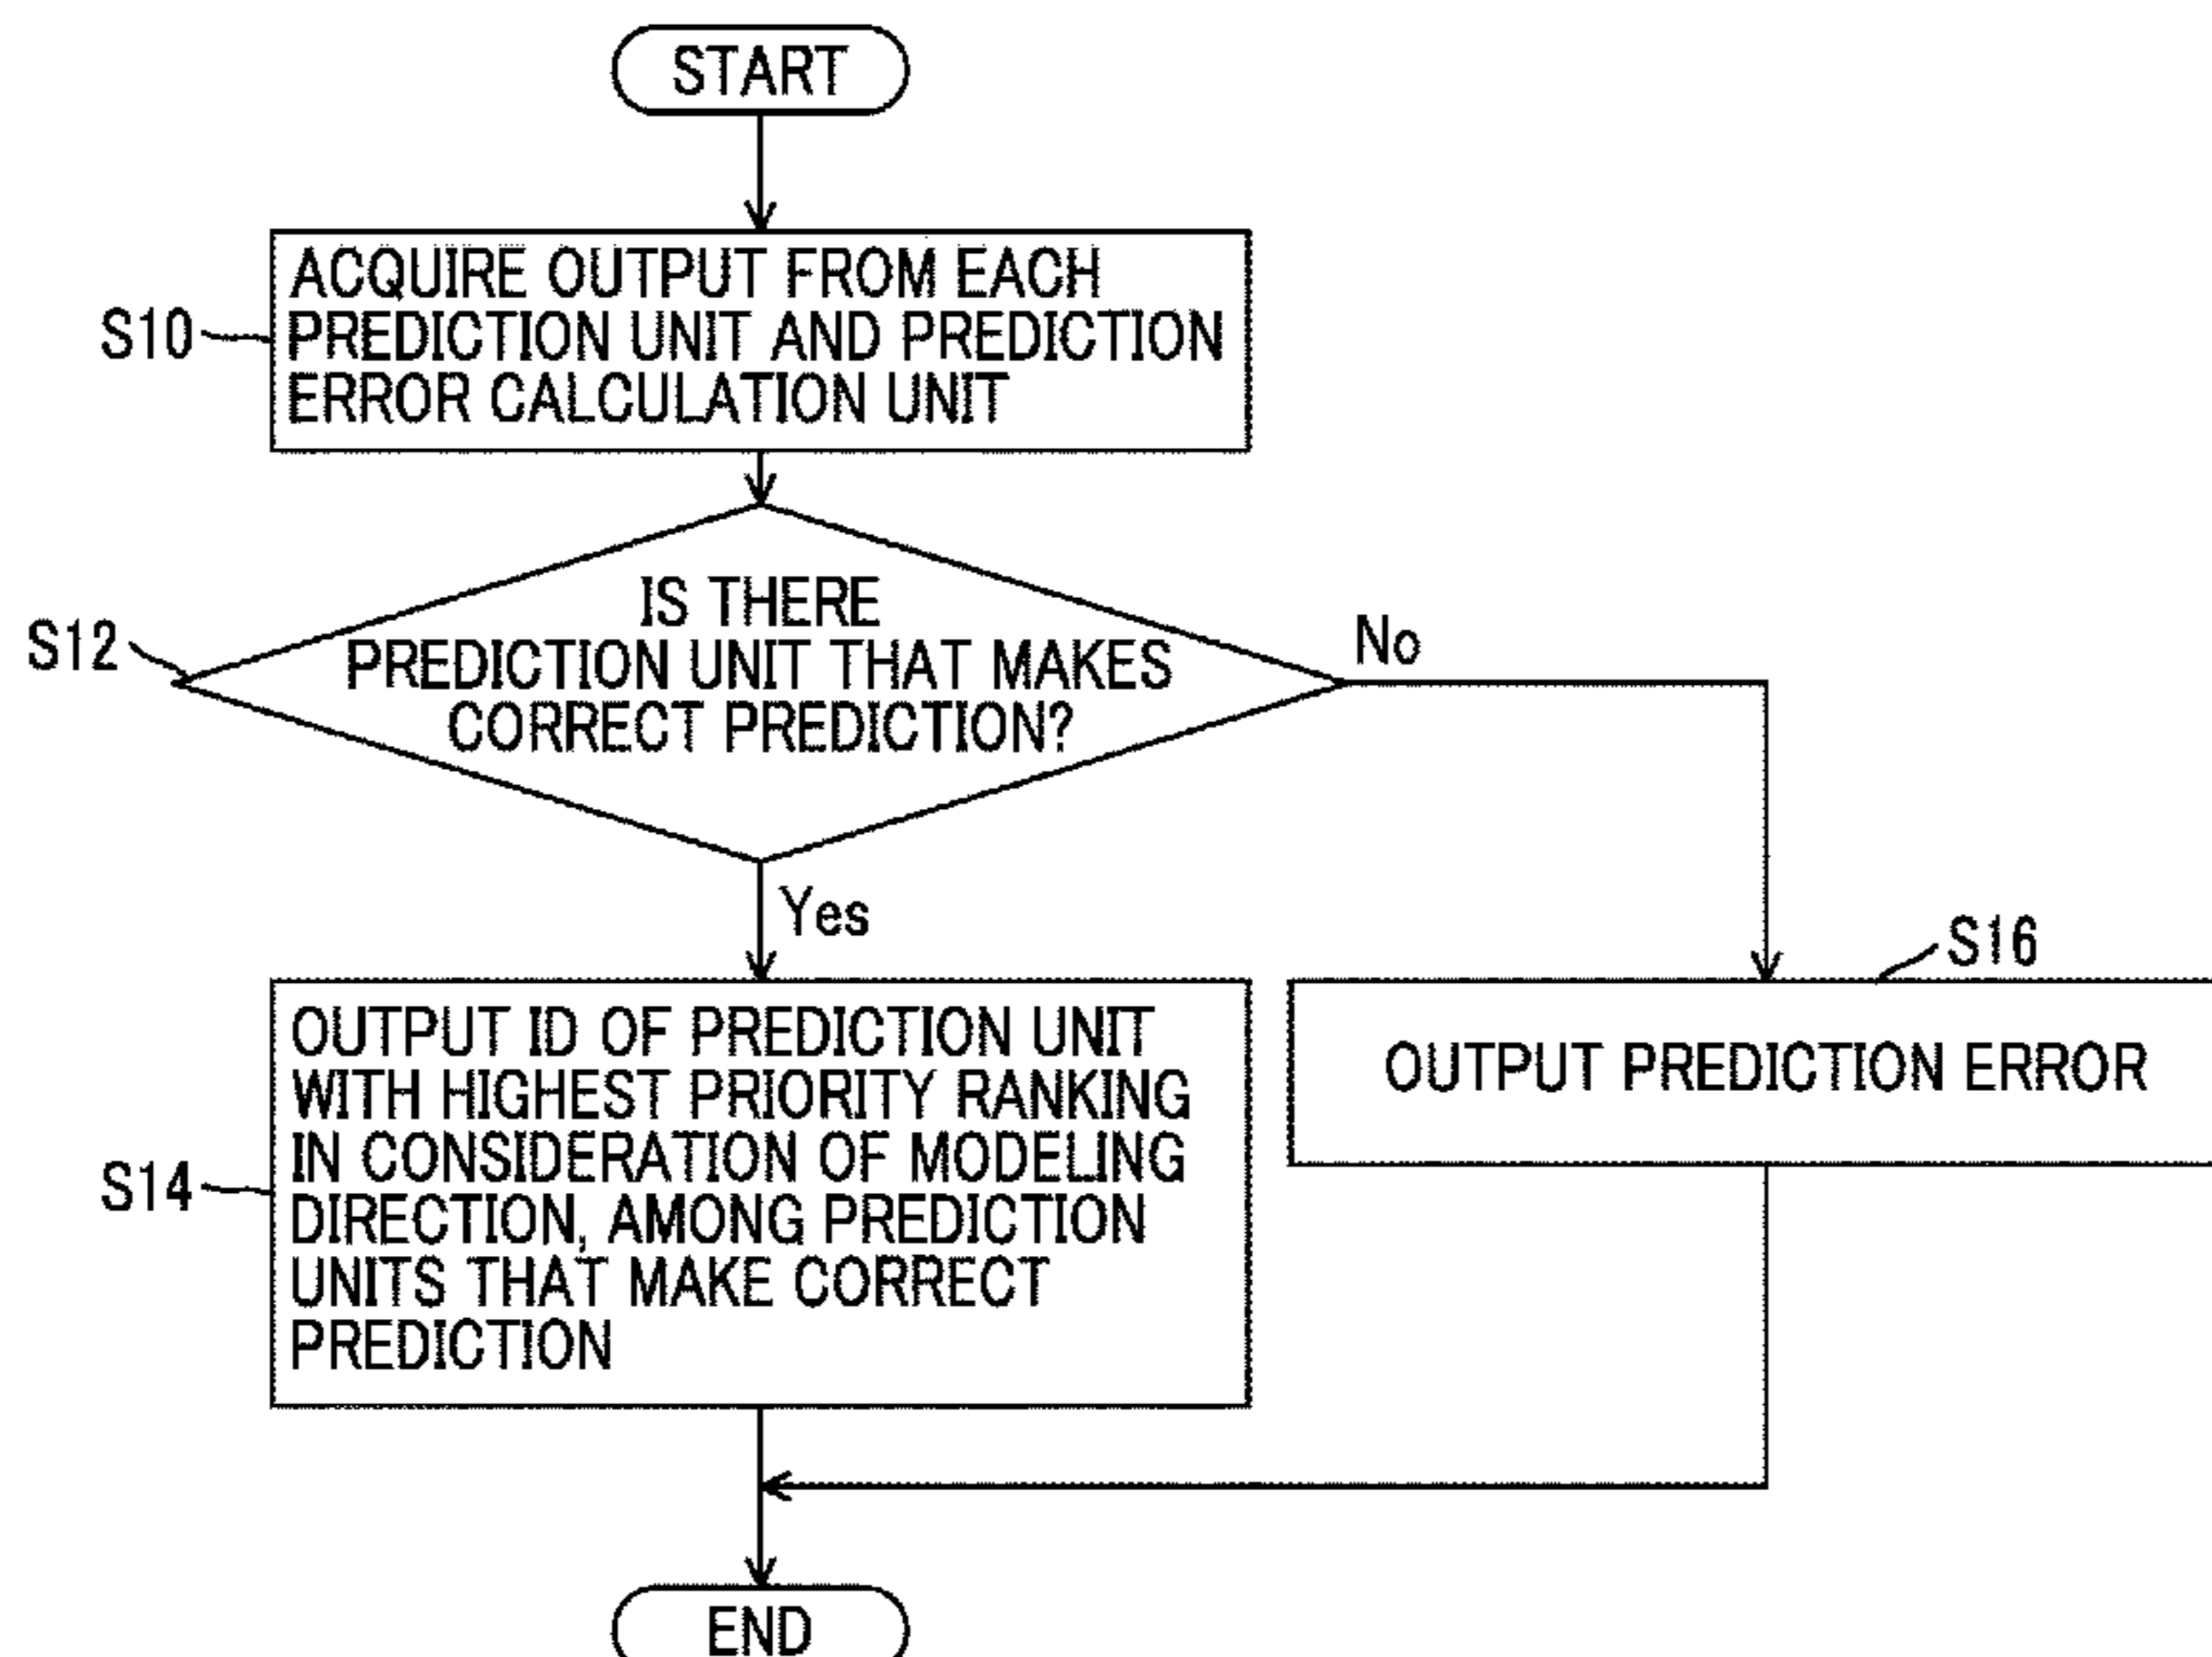 START
S10
ACQUIRE OUTPUT FROM EACH
PREDICTION UNIT AND PREDICTION
ERROR CALCULATION UNIT
S12
IS THERE
PREDICTION UNIT THAT MAKES
CORRECT PREDICTION?
No
Yes
S14
OUTPUT ID OF PREDICTION UNIT
WITH HIGHEST PRIORITY RANKING
IN CONSIDERATION OF MODELING
DIRECTION, AMONG PREDICTION
UNITS THAT MAKE CORRECT
PREDICTION
S16
OUTPUT PREDICTION ERROR
END